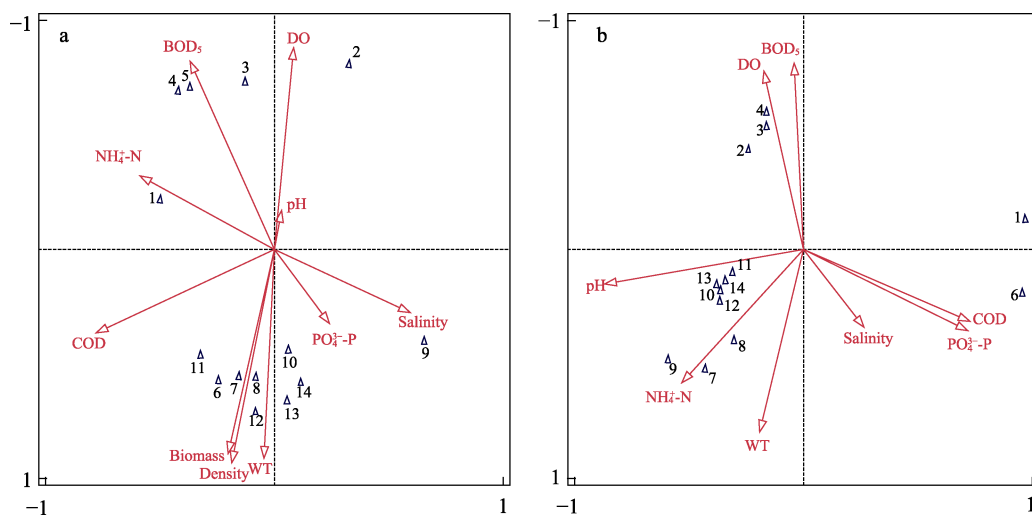 −1
a
BOD₅
DO
2
3
4
5
NH₄⁺-N
1
pH
COD
PO₄³⁻-P
Salinity
9
11
6
7
8
10
14
12
13
Biomass
Density
WT
1
−1
1
−1
b
BOD₅
DO
4
3
2
1
pH
11
13
14
10
12
6
COD
PO₄³⁻-P
Salinity
8
9
7
NH₄⁺-N
WT
1
−1
1